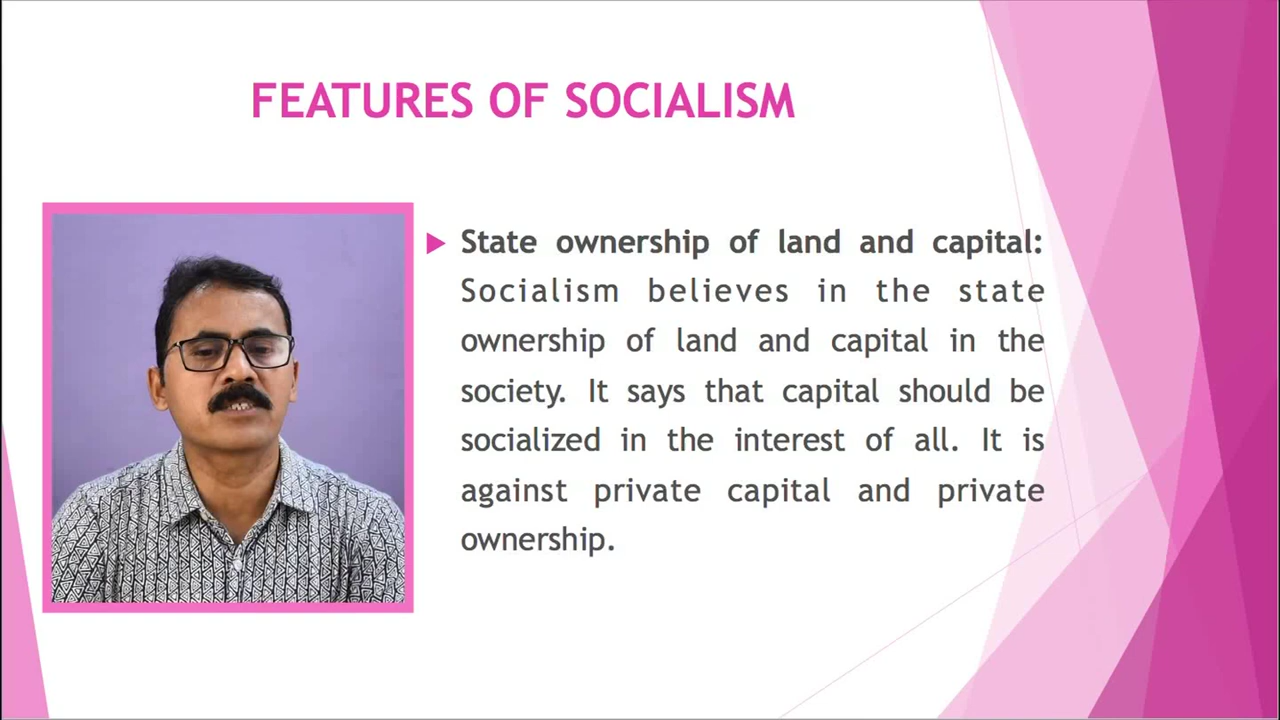 FEATURES OF SOCIALISM
State ownership of land and capital:
Socialism believes in the state
ownership of land and capital in the
society. It says that capital should be
socialized in the interest of all. It is
against private capital and private
ownership.